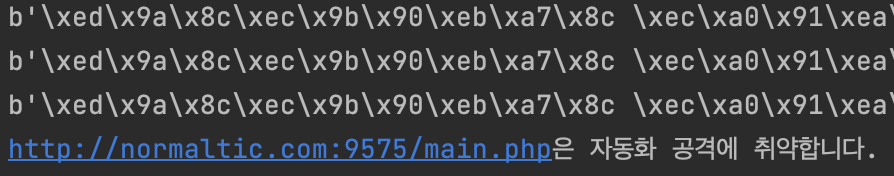 b'\xed\x9a\x8c\xec\x9b\x90\xeb\xa7\x8c \xec\xa0\x91\xea\
b'\xed\x9a\x8c\xec\x9b\x90\xeb\xa7\x8c \xec\xa0\x91\xea\
b'\xed\x9a\x8c\xec\x9b\x90\xeb\xa7\x8c \xec\xa0\x91\xea\
http://normaltic.com:9575/main.php은 자동화 공격에 취약합니다.